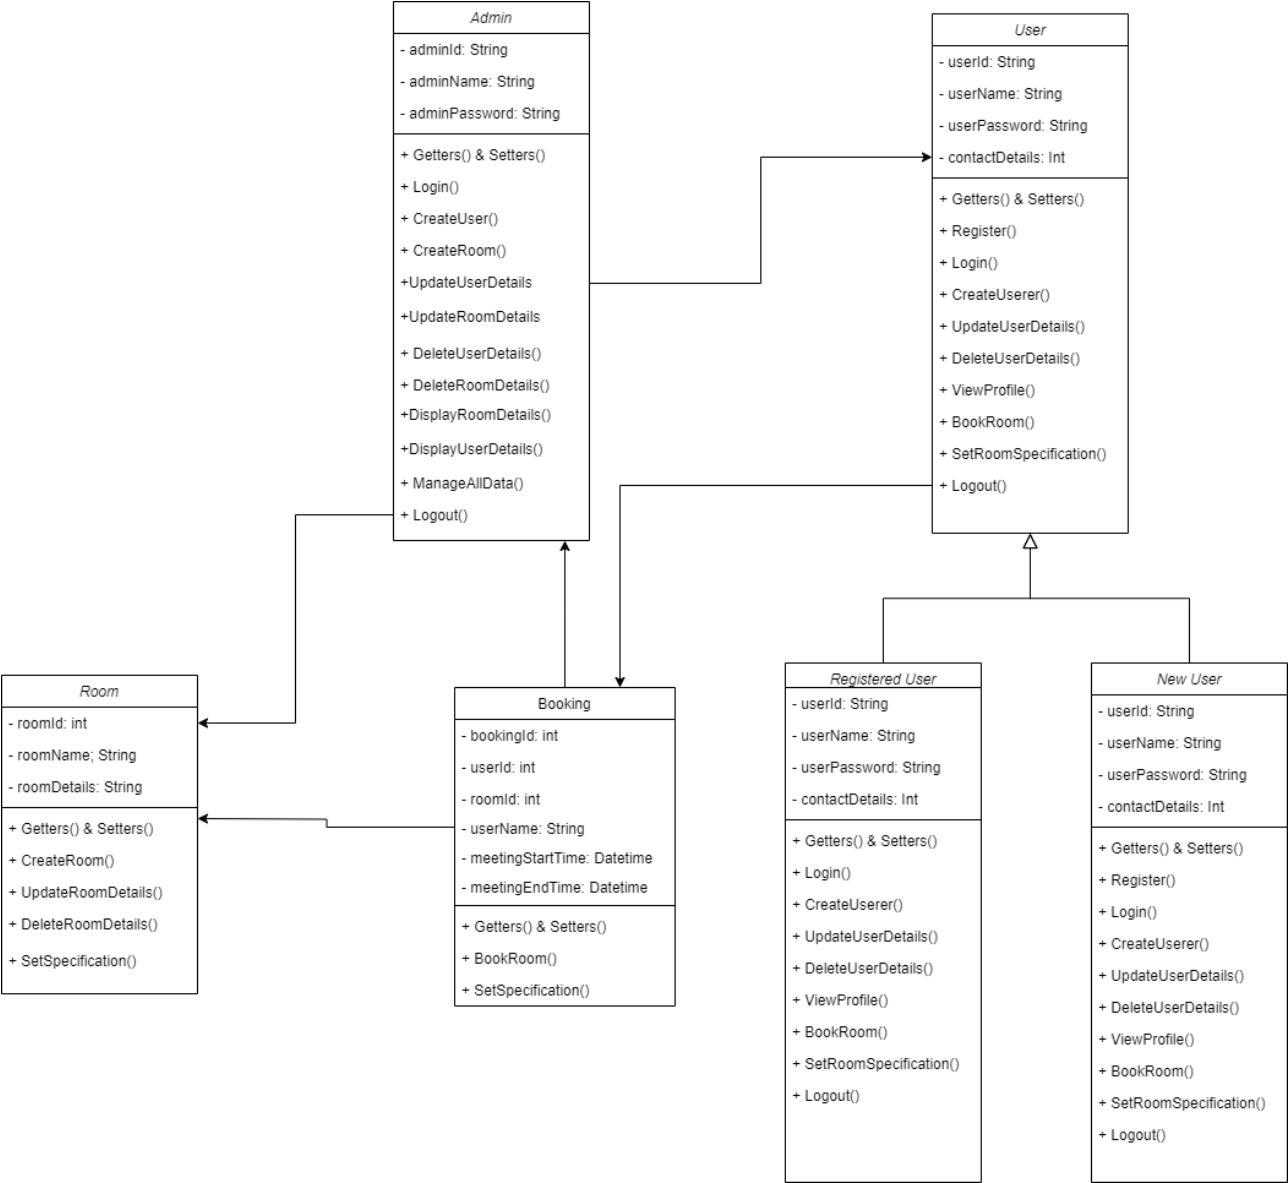 Admin
- adminId: String
- adminName: String
- adminPassword: String
+ Getters() & Setters()
+ Login()
+ CreateUser()
+ CreateRoom()
+UpdateUserDetails
+UpdateRoomDetails
+ DeleteUserDetails()
+ DeleteRoomDetails()
+DisplayRoomDetails()
+DisplayUserDetails()
+ ManageAllData()
+ Logout()
User
- userId: String
- userName: String
- userPassword: String
- contactDetails: Int
+ Getters() & Setters()
+ Register()
+ Login()
+ CreateUserer()
+ UpdateUserDetails()
+ DeleteUserDetails()
+ ViewProfile()
+ BookRoom()
+ SetRoomSpecification()
+ Logout()
Room
- roomId: int
- roomName; String
- roomDetails: String
+ Getters() & Setters()
+ CreateRoom()
+ UpdateRoomDetails()
+ DeleteRoomDetails()
+ SetSpecification()
Booking
- bookingId: int
- userId: int
- roomId: int
- userName: String
- meetingStartTime: Datetime
- meetingEndTime: Datetime
+ Getters() & Setters()
+ BookRoom()
+ SetSpecification()
Registered User
- userId: String
- userName: String
- userPassword: String
- contactDetails: Int
+ Getters() & Setters()
+ Login()
+ CreateUserer()
+ UpdateUserDetails()
+ DeleteUserDetails()
+ ViewProfile()
+ BookRoom()
+ SetRoomSpecification()
+ Logout()
New User
- userId: String
- userName: String
- userPassword: String
- contactDetails: Int
+ Getters() & Setters()
+ Register()
+ Login()
+ CreateUserer()
+ UpdateUserDetails()
+ DeleteUserDetails()
+ ViewProfile()
+ BookRoom()
+ SetRoomSpecification()
+ Logout()